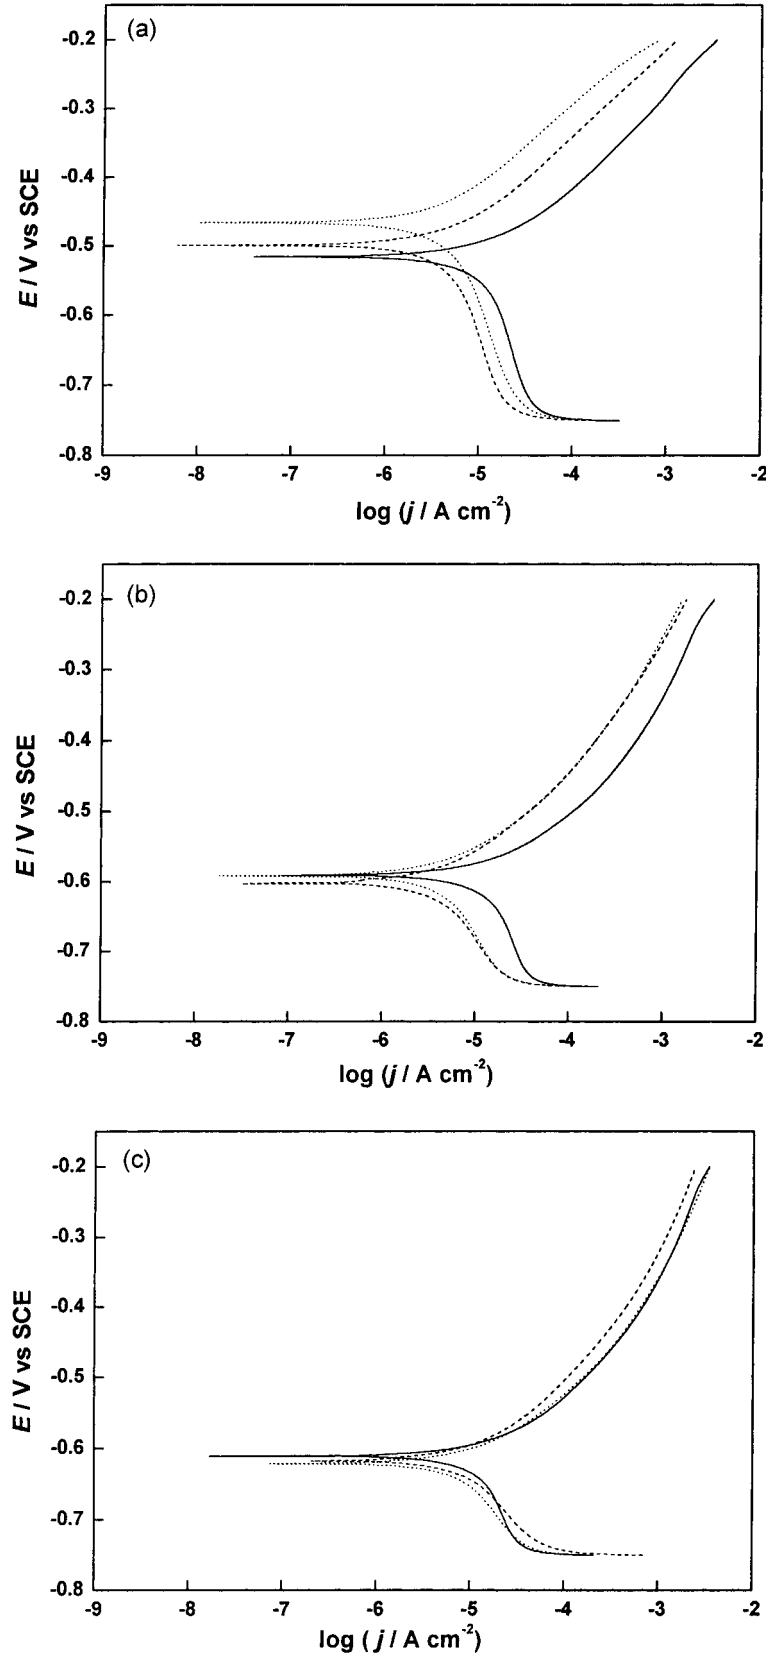 (a)
-0.2
-0.3
-0.4
-0.5
-0.6
-0.7
-0.8
E / V vs SCE
-9 -8 -7 -6 -5 -4 -3 -2
log (j / A cm-2)
(b)
-0.2
-0.3
-0.4
-0.5
-0.6
-0.7
-0.8
E / V vs SCE
-9 -8 -7 -6 -5 -4 -3 -2
log (j / A cm-2)
(c)
-0.2
-0.3
-0.4
-0.5
-0.6
-0.7
-0.8
E / V vs SCE
-9 -8 -7 -6 -5 -4 -3 -2
log ( j / A cm-2)